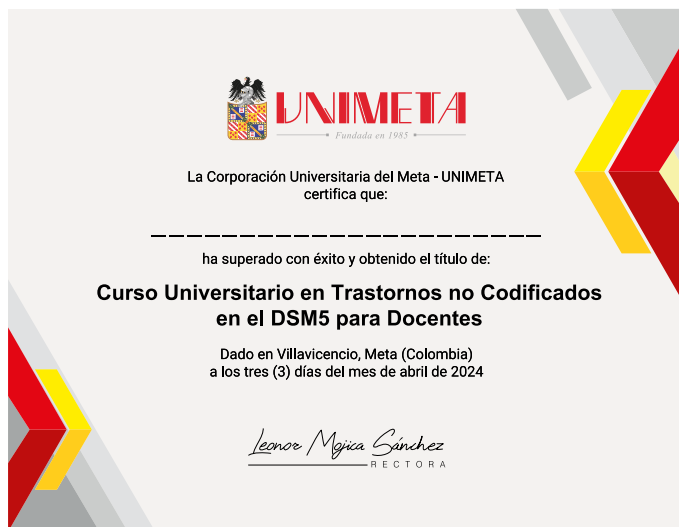 UNIMETA
Fundada en 1985
La Corporación Universitaria del Meta - UNIMETA
certifica que:
ha superado con éxito y obtenido el título de:
Curso Universitario en Trastornos no Codificados
en el DSM5 para Docentes
Dado en Villavicencio, Meta (Colombia)
a los tres (3) días del mes de abril de 2024
Leonor Mojica Sánchez
RECTORA